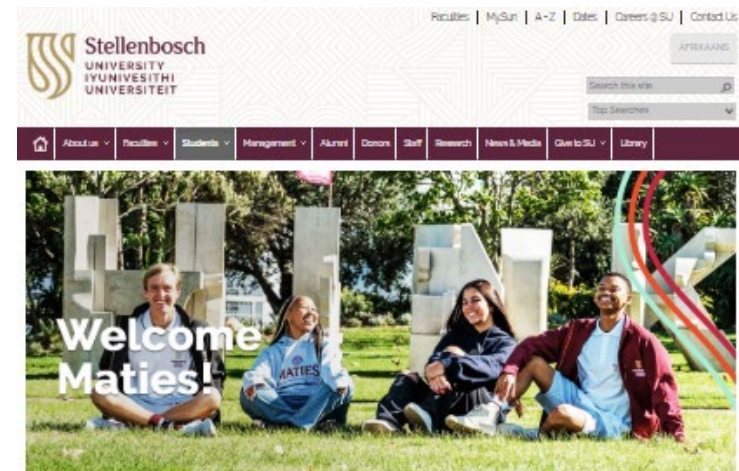 Faculties | MySun | A-Z | Dates | Careers @ SU | Contact Us
Stellenbosch
UNIVERSITY
IYUNIVESITHI
UNIVERSITEIT
AFRIKAANS
Search this site
Top Searches
About us
Faculties
Students
Management
Alumni
Donors
Staff
Research
News & Media
Give to SU
Library
Welcome
Maties!
MATIES